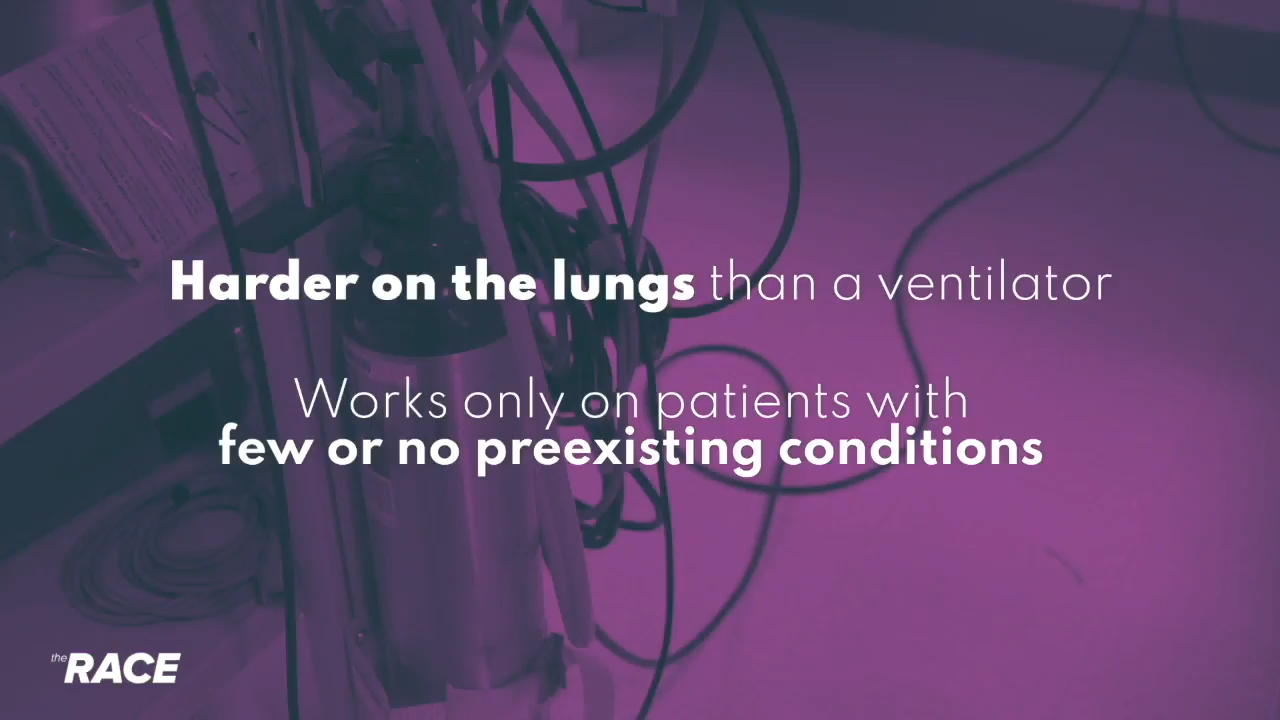 Harder on the lungs than a ventilator
Works only on patients with
few or no preexisting conditions
the RACE